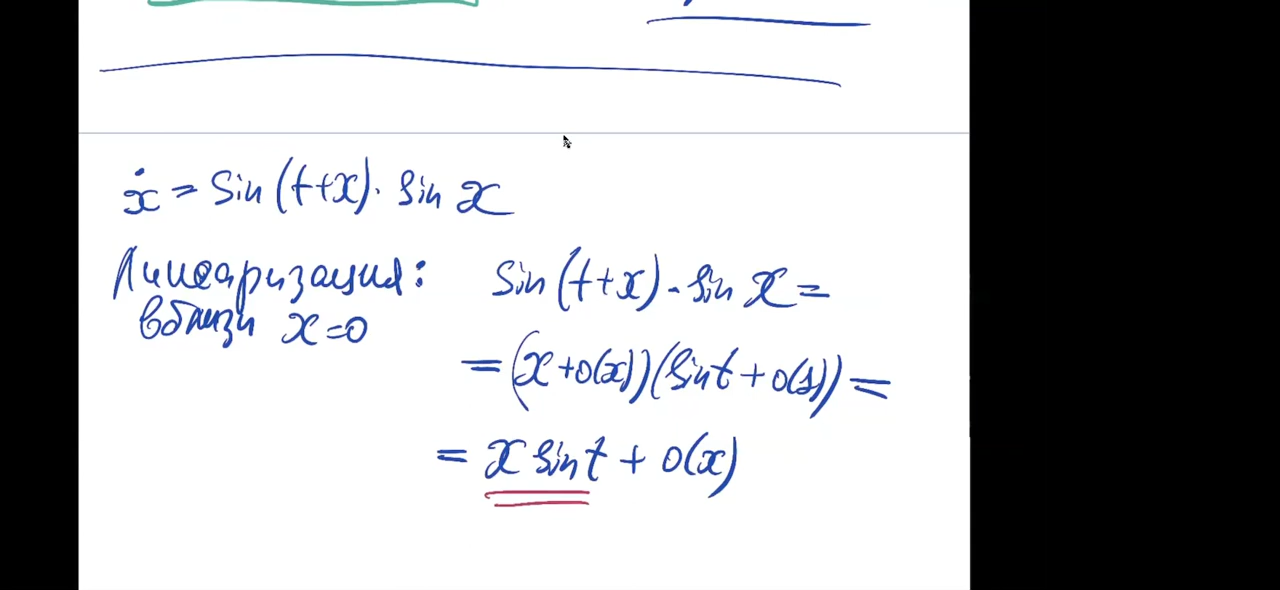 ẋ = sin(t+x)·sin x
Линеаризация: sin(t+x)·sin x =
вблизи x=0
= (x+o(x))(sin t + o(1)) =
= x sin t + o(x)